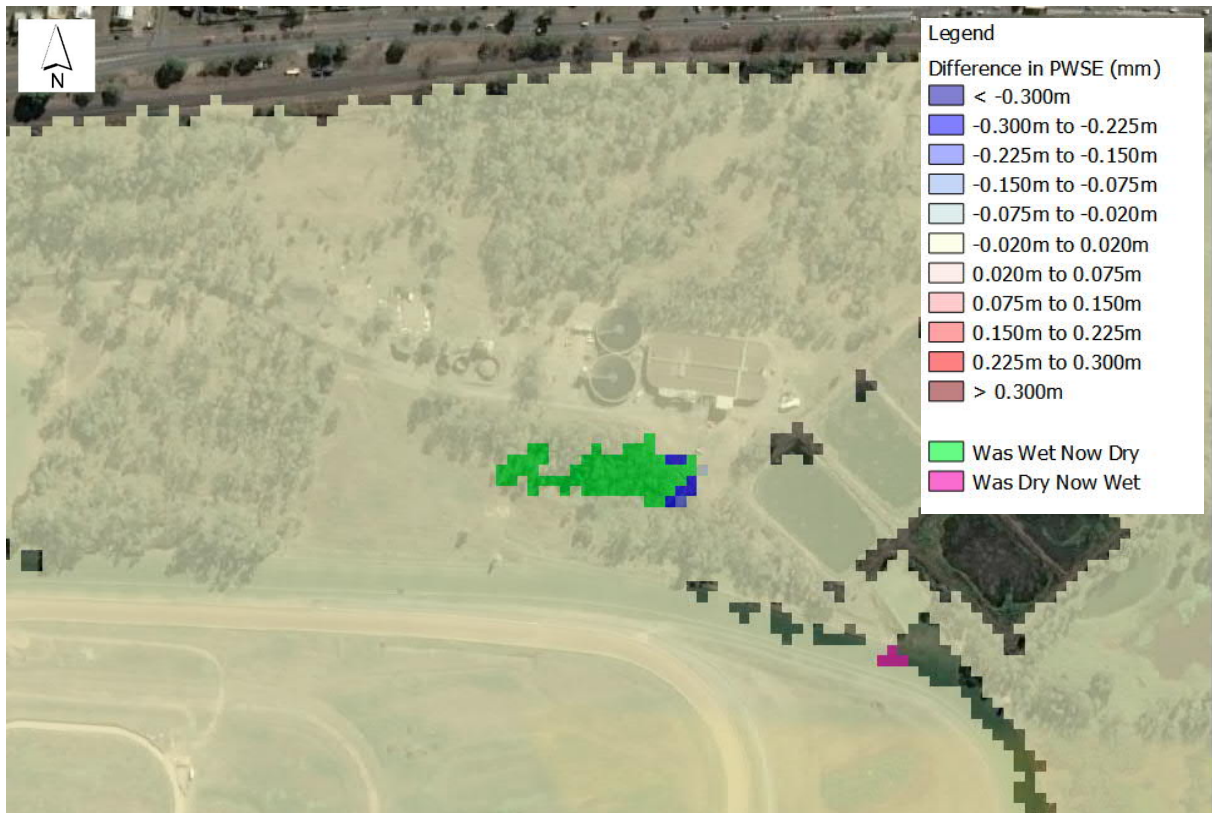 N
Legend
Difference in PWSE (mm)
< -0.300m
-0.300m to -0.225m
-0.225m to -0.150m
-0.150m to -0.075m
-0.075m to -0.020m
-0.020m to 0.020m
0.020m to 0.075m
0.075m to 0.150m
0.150m to 0.225m
0.225m to 0.300m
> 0.300m
Was Wet Now Dry
Was Dry Now Wet